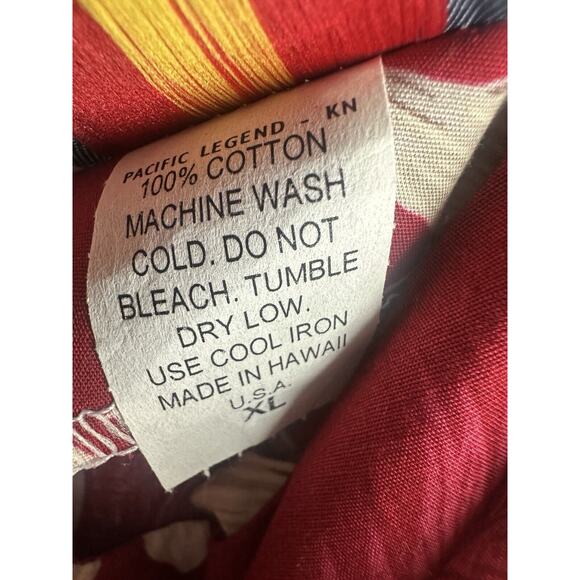 PACIFIC LEGEND - KN
100% COTTON
MACHINE WASH
COLD. DO NOT
BLEACH. TUMBLE
DRY LOW.
USE COOL IRON
MADE IN HAWAII
U.S.A.
XL